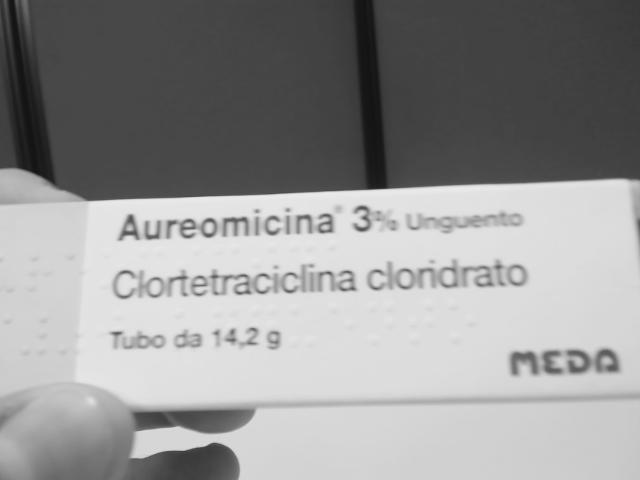 Aureomicina® 3% Unguento
Clortetraciclina cloridrato
Tubo da 14,2 g
MEDA